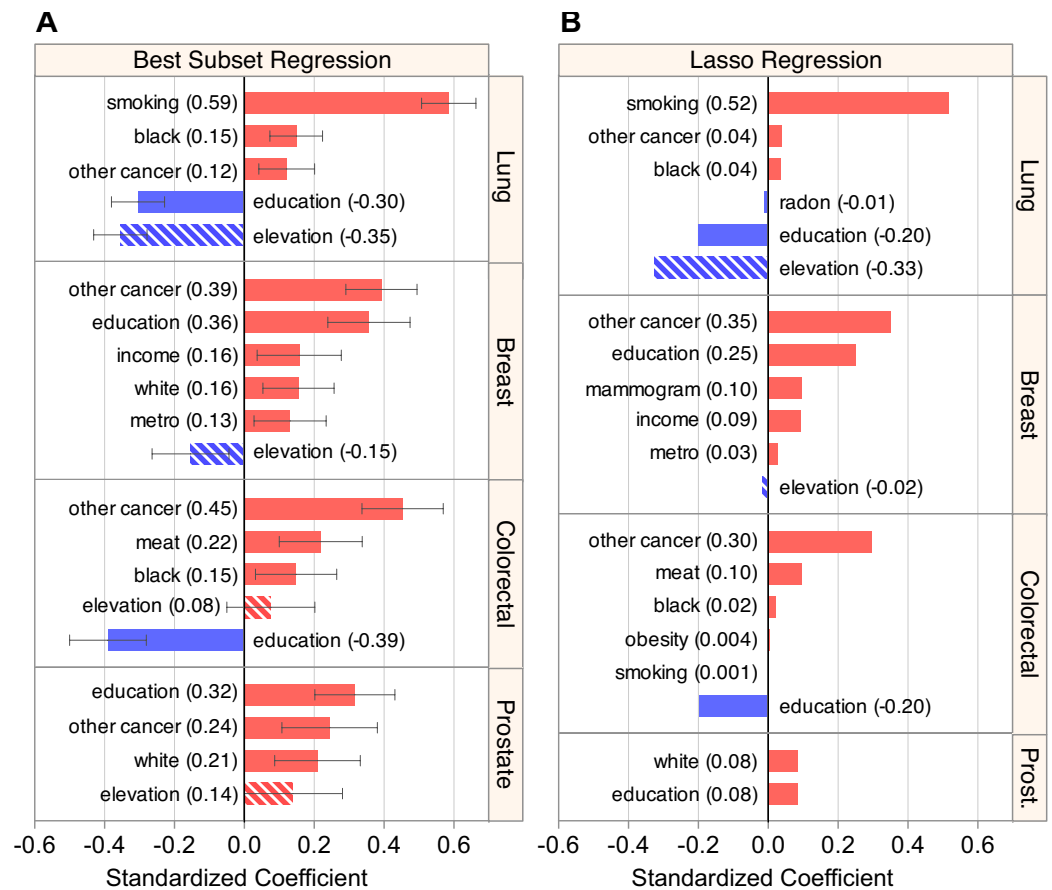 A
Best Subset Regression
smoking (0.59)
black (0.15)
other cancer (0.12)
education (-0.30)
elevation (-0.35)
Lung
other cancer (0.39)
education (0.36)
income (0.16)
white (0.16)
metro (0.13)
elevation (-0.15)
Breast
other cancer (0.45)
meat (0.22)
black (0.15)
elevation (0.08)
education (-0.39)
Colorectal
education (0.32)
other cancer (0.24)
white (0.21)
elevation (0.14)
Prostate
-0.6 -0.4 -0.2 0.0 0.2 0.4 0.6
Standardized Coefficient
B
Lasso Regression
smoking (0.52)
other cancer (0.04)
black (0.04)
radon (-0.01)
education (-0.20)
elevation (-0.33)
Lung
other cancer (0.35)
education (0.25)
mammogram (0.10)
income (0.09)
metro (0.03)
elevation (-0.02)
Breast
other cancer (0.30)
meat (0.10)
black (0.02)
obesity (0.004)
smoking (0.001)
education (-0.20)
Colorectal
white (0.08)
education (0.08)
Prost.
-0.6 -0.4 -0.2 0.0 0.2 0.4 0.6
Standardized Coefficient